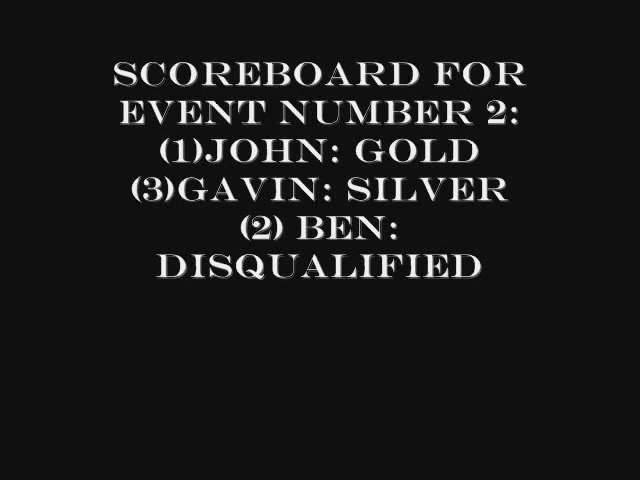 SCOREBOARD FOR
EVENT NUMBER 2:
(1)JOHN: GOLD
(3)GAVIN: SILVER
(2) BEN:
DISQUALIFIED